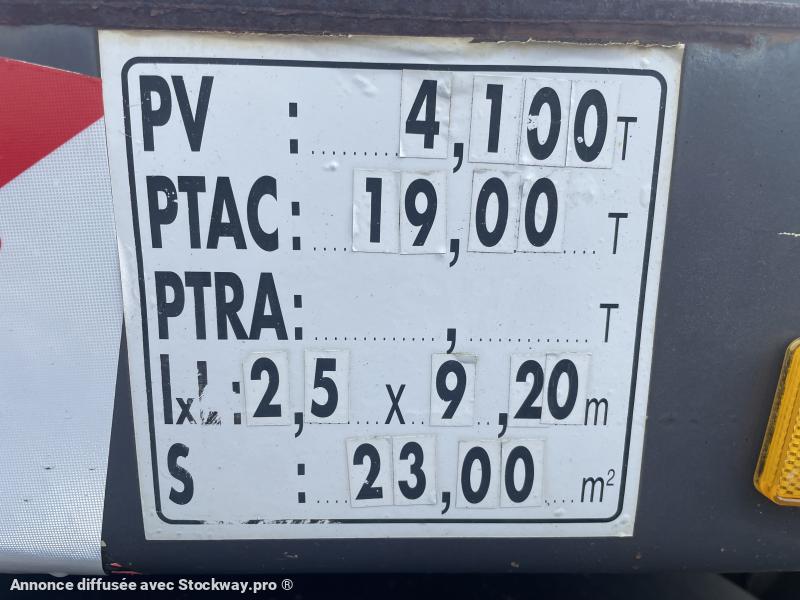 PV : 4,100 T
PTAC : 19,00 T
PTRA : , T
lxL : 2,5 x 9,20 m
S : 23,00 m²
Annonce diffusée avec Stockway.pro ®